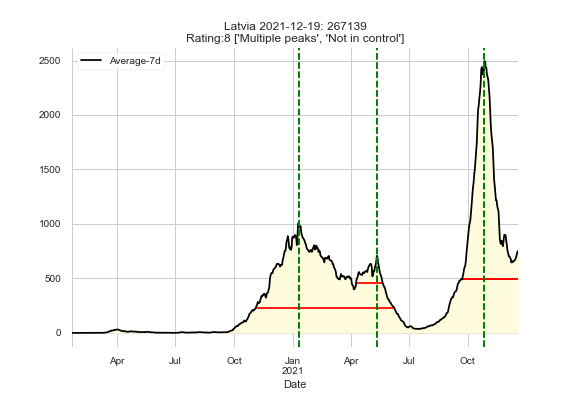 Latvia 2021-12-19: 267139
Rating:8 ['Multiple peaks', 'Not in control']
Average-7d
2500
2000
1500
1000
500
0
Apr Jul Oct Jan Apr Jul Oct
2021
Date